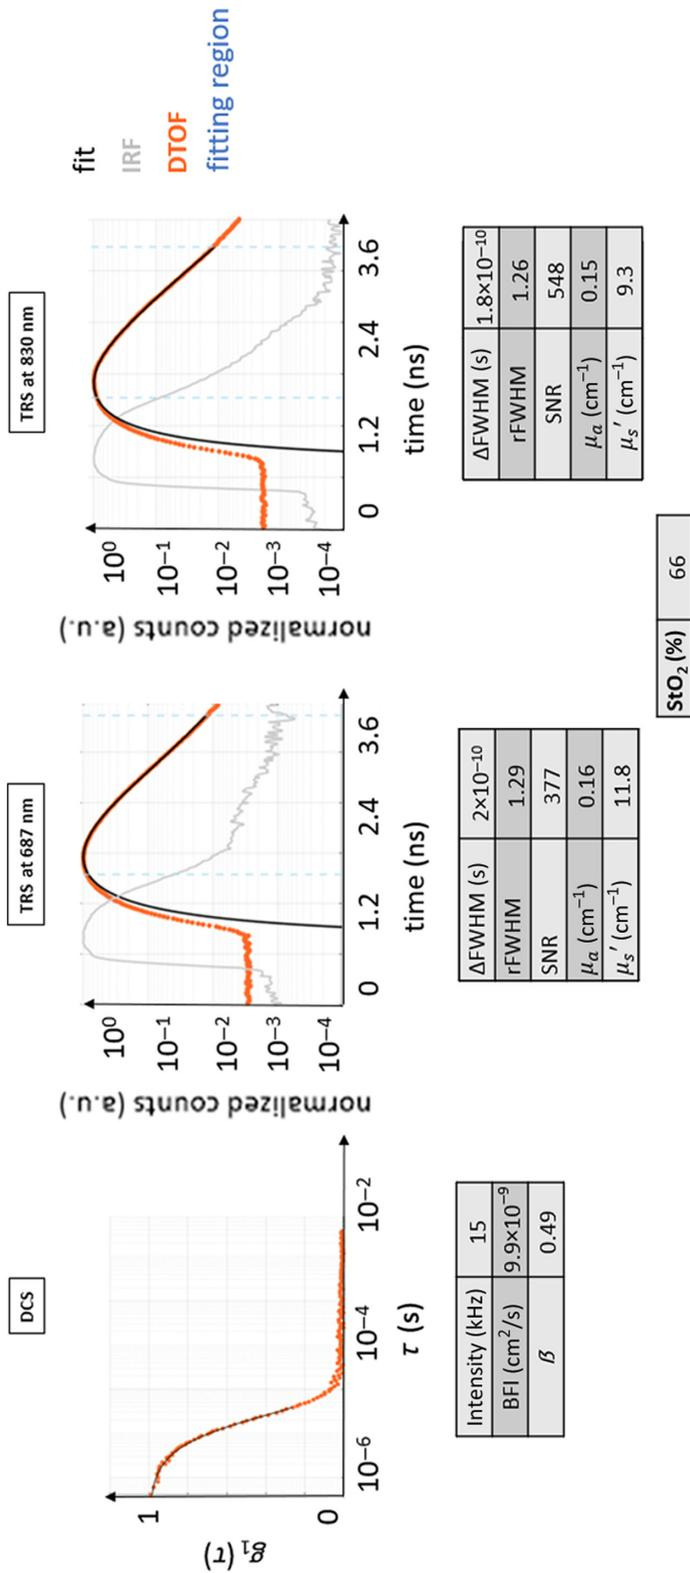 DCS
g₁(τ)
1
0
10⁻⁶
10⁻⁴
10⁻²
τ (s)
Intensity (kHz) 15
BFI (cm²/s) 9.9×10⁻⁹
ß 0.49
TRS at 687 nm
normalized counts (a.u.)
10⁰
10⁻¹
10⁻²
10⁻³
10⁻⁴
0
1.2
2.4
3.6
time (ns)
ΔFWHM (s) 2×10⁻¹⁰
rFWHM 1.29
SNR 377
μₐ (cm⁻¹) 0.16
μₛ′ (cm⁻¹) 11.8
TRS at 830 nm
normalized counts (a.u.)
10⁰
10⁻¹
10⁻²
10⁻³
10⁻⁴
0
1.2
2.4
3.6
time (ns)
fit
IRF
DTOF
fitting region
ΔFWHM (s) 1.8×10⁻¹⁰
rFWHM 1.26
SNR 548
μₐ (cm⁻¹) 0.15
μₛ′ (cm⁻¹) 9.3
StO₂ (%) 66